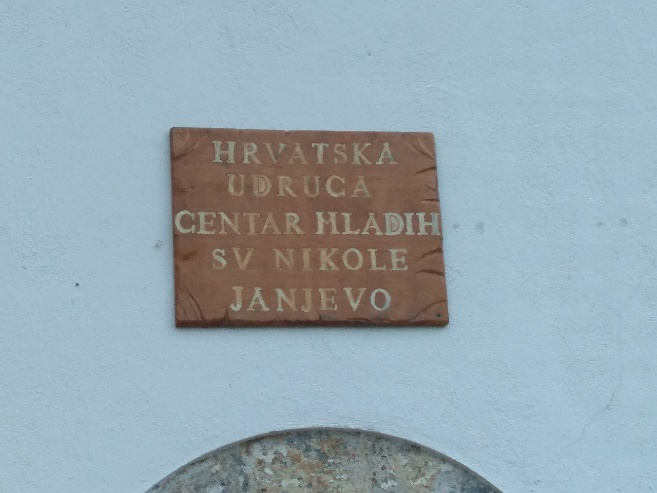 HRVATSKA
UDRUGA
CENTAR MLADIH
SV NIKOLE
JANJEVO